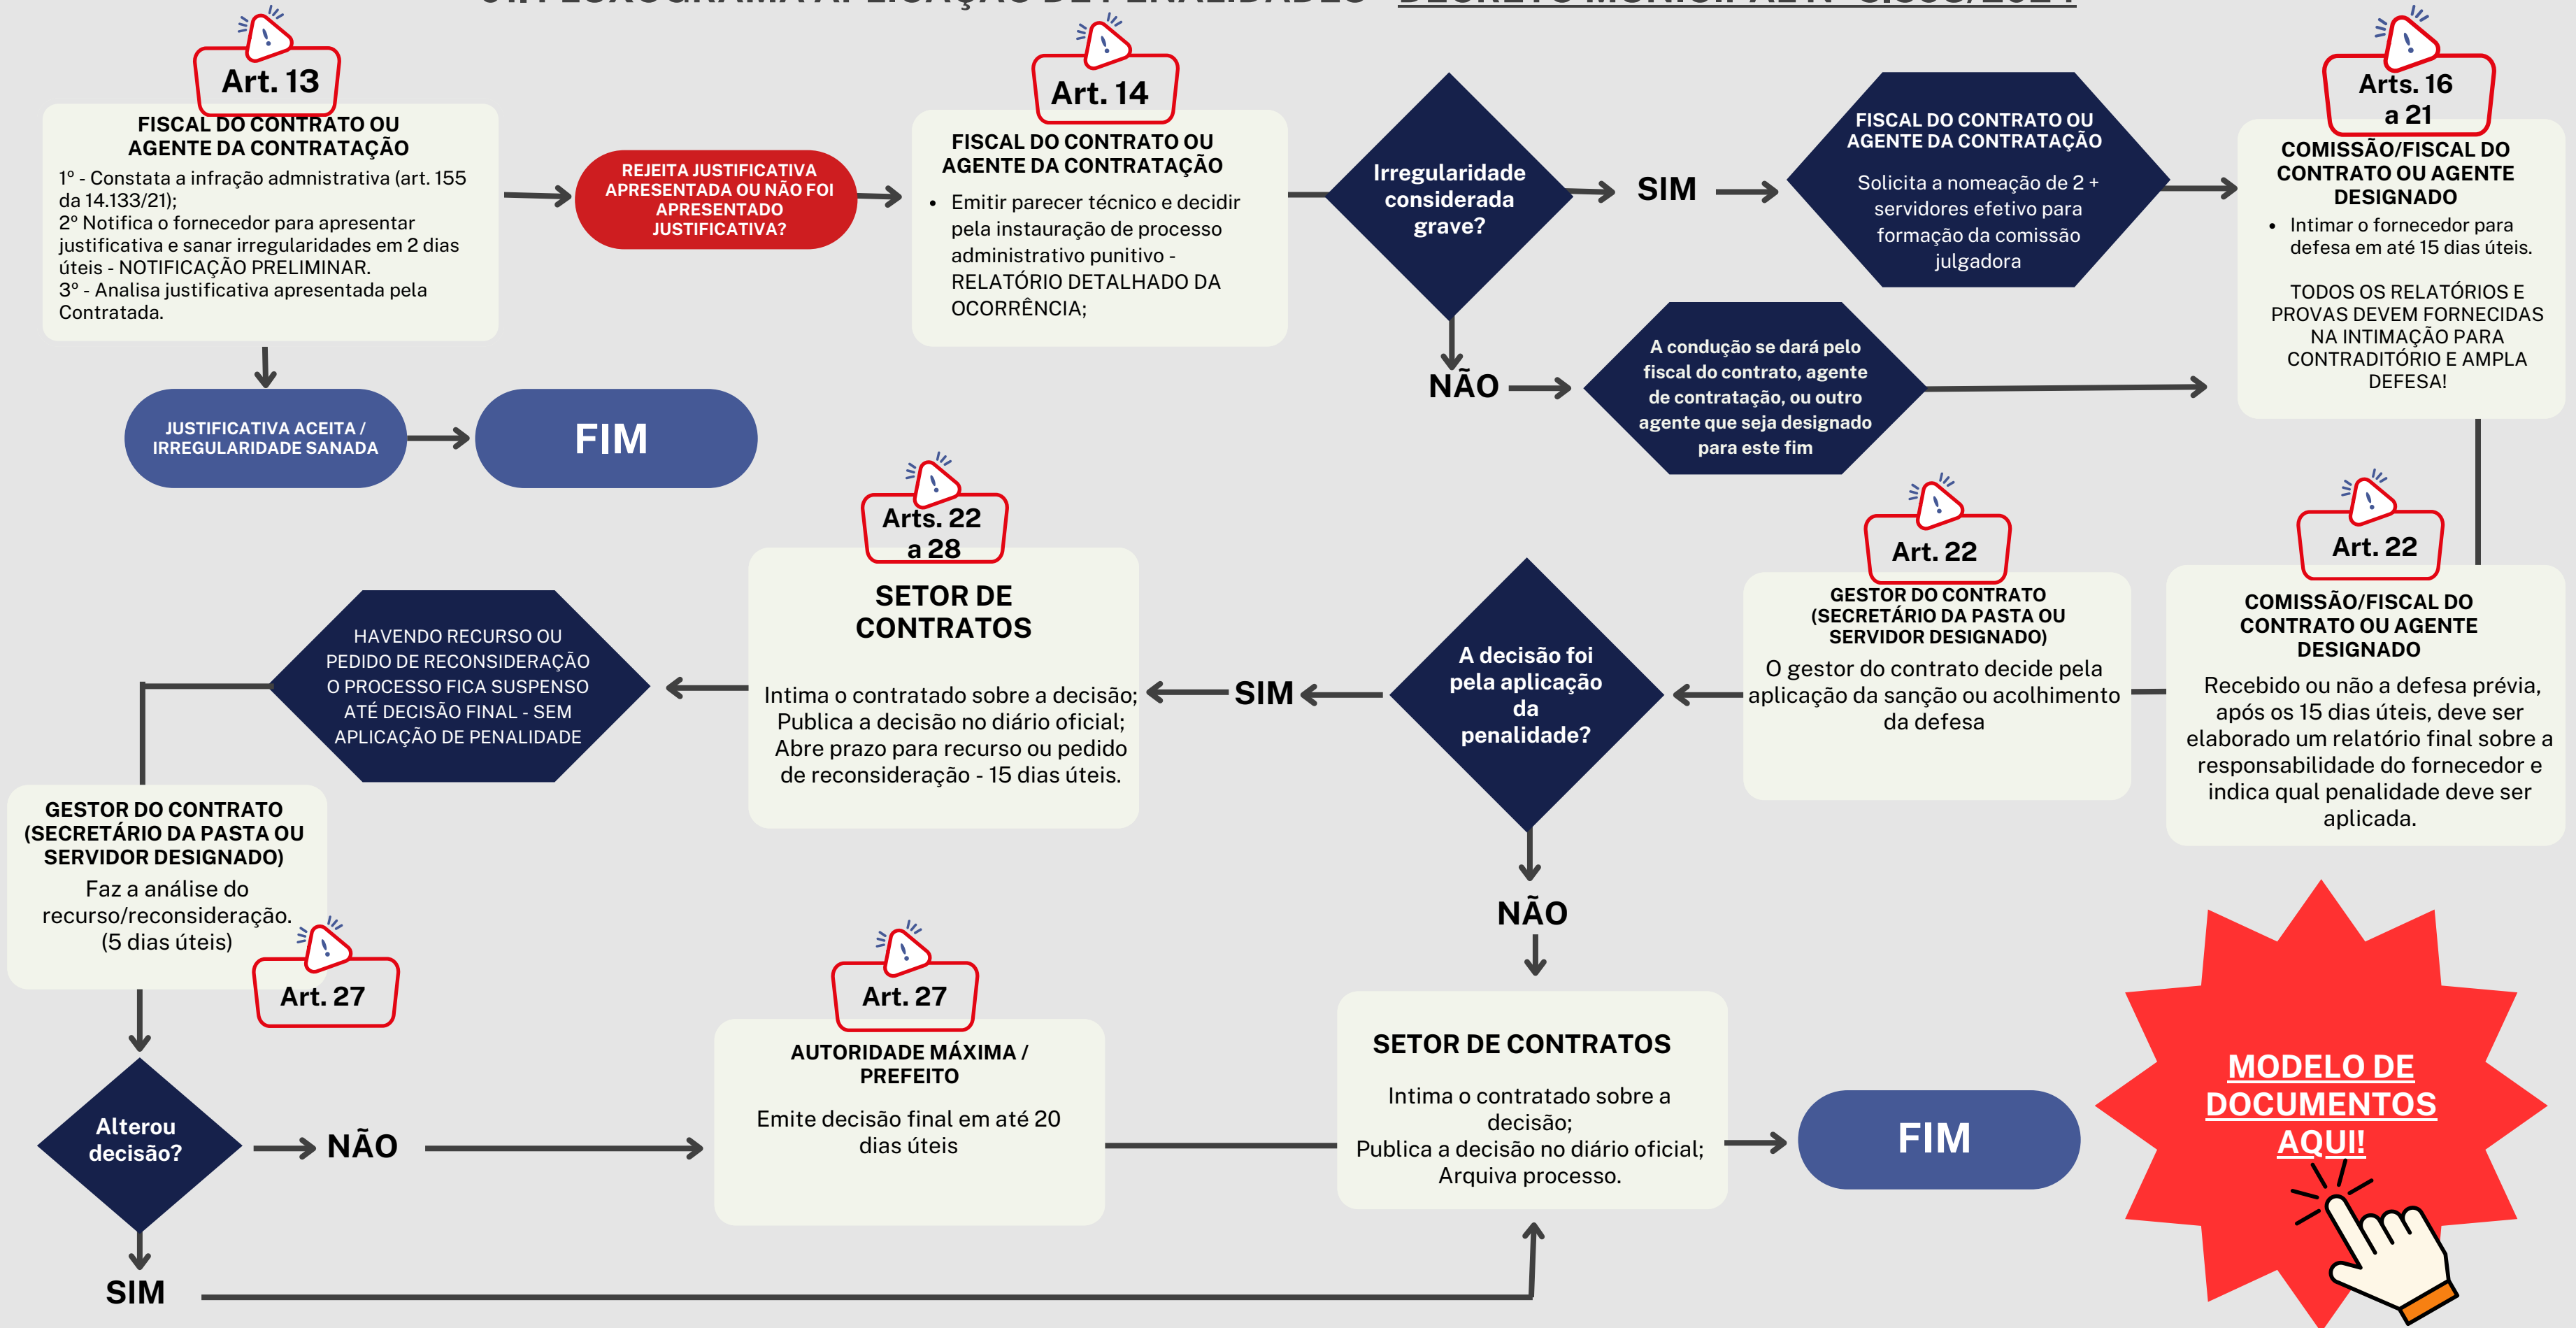 Art. 13
FISCAL DO CONTRATO OU
AGENTE DA CONTRATAÇÃO
1º - Constata a infração admnistrativa (art. 155
da 14.133/21);
2º Notifica o fornecedor para apresentar
justificativa e sanar irregularidades em 2 dias
úteis - NOTIFICAÇÃO PRELIMINAR.
3º - Analisa justificativa apresentada pela
Contratada.
REJEITA JUSTIFICATIVA
APRESENTADA OU NÃO FOI
APRESENTADO
JUSTIFICATIVA?
Art. 14
FISCAL DO CONTRATO OU
AGENTE DA CONTRATAÇÃO
• Emitir parecer técnico e decidir
pela instauração de processo
administrativo punitivo -
RELATÓRIO DETALHADO DA
OCORRÊNCIA;
Irregularidade
considerada
grave?
SIM
FISCAL DO CONTRATO OU
AGENTE DA CONTRATAÇÃO
Solicita a nomeação de 2 +
servidores efetivo para
formação da comissão
julgadora
Arts. 16
a 21
COMISSÃO/FISCAL DO
CONTRATO OU AGENTE
DESIGNADO
• Intimar o fornecedor para
defesa em até 15 dias úteis.
TODOS OS RELATÓRIOS E
PROVAS DEVEM FORNECIDAS
NA INTIMAÇÃO PARA
CONTRADITÓRIO E AMPLA
DEFESA!
NÃO
A condução se dará pelo
fiscal do contrato, agente
de contratação, ou outro
agente que seja designado
para este fim
JUSTIFICATIVA ACEITA /
IRREGULARIDADE SANADA
FIM
Art. 22
COMISSÃO/FISCAL DO
CONTRATO OU AGENTE
DESIGNADO
Recebido ou não a defesa prévia,
após os 15 dias úteis, deve ser
elaborado um relatório final sobre a
responsabilidade do fornecedor e
indica qual penalidade deve ser
aplicada.
Art. 22
GESTOR DO CONTRATO
(SECRETÁRIO DA PASTA OU
SERVIDOR DESIGNADO)
O gestor do contrato decide pela
aplicação da sanção ou acolhimento
da defesa
A decisão foi
pela aplicação
da
penalidade?
SIM
Arts. 22
a 28
SETOR DE
CONTRATOS
Intima o contratado sobre a decisão;
Publica a decisão no diário oficial;
Abre prazo para recurso ou pedido
de reconsideração - 15 dias úteis.
HAVENDO RECURSO OU
PEDIDO DE RECONSIDERAÇÃO
O PROCESSO FICA SUSPENSO
ATÉ DECISÃO FINAL - SEM
APLICAÇÃO DE PENALIDADE
GESTOR DO CONTRATO
(SECRETÁRIO DA PASTA OU
SERVIDOR DESIGNADO)
Faz a análise do
recurso/reconsideração.
(5 dias úteis)
Art. 27
Alterou
decisão?
NÃO
Art. 27
AUTORIDADE MÁXIMA /
PREFEITO
Emite decisão final em até 20
dias úteis
NÃO
SETOR DE CONTRATOS
Intima o contratado sobre a
decisão;
Publica a decisão no diário oficial;
Arquiva processo.
FIM
SIM
MODELO DE
DOCUMENTOS
AQUI!